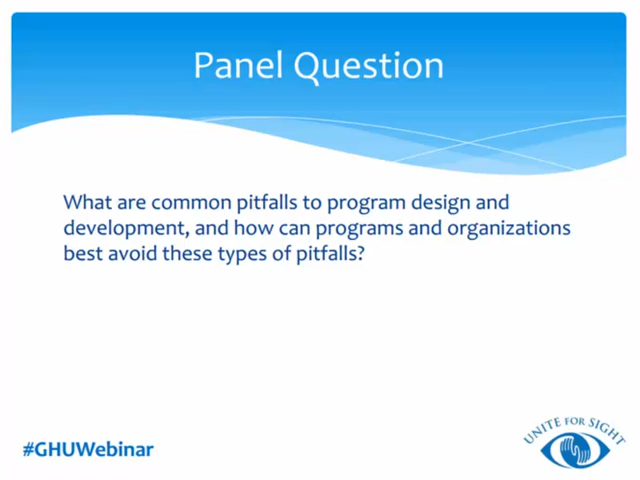 Panel Question
What are common pitfalls to program design and
development, and how can programs and organizations
best avoid these types of pitfalls?
#GHUWebinar
UNITE FOR SIGHT